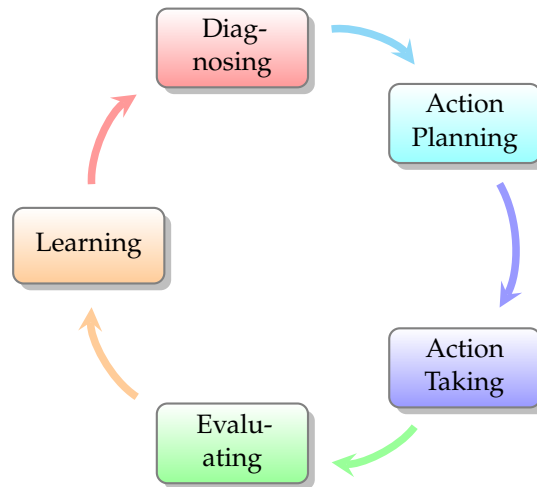 Diag-
nosing
Action
Planning
Learning
Action
Taking
Evalu-
ating